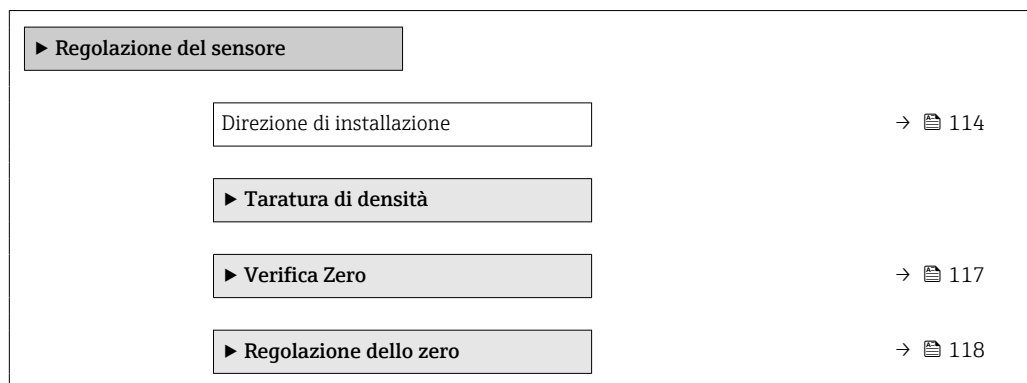 ▶ Regolazione del sensore
Direzione di installazione → 🖺 114
▶ Taratura di densità
▶ Verifica Zero → 🖺 117
▶ Regolazione dello zero → 🖺 118